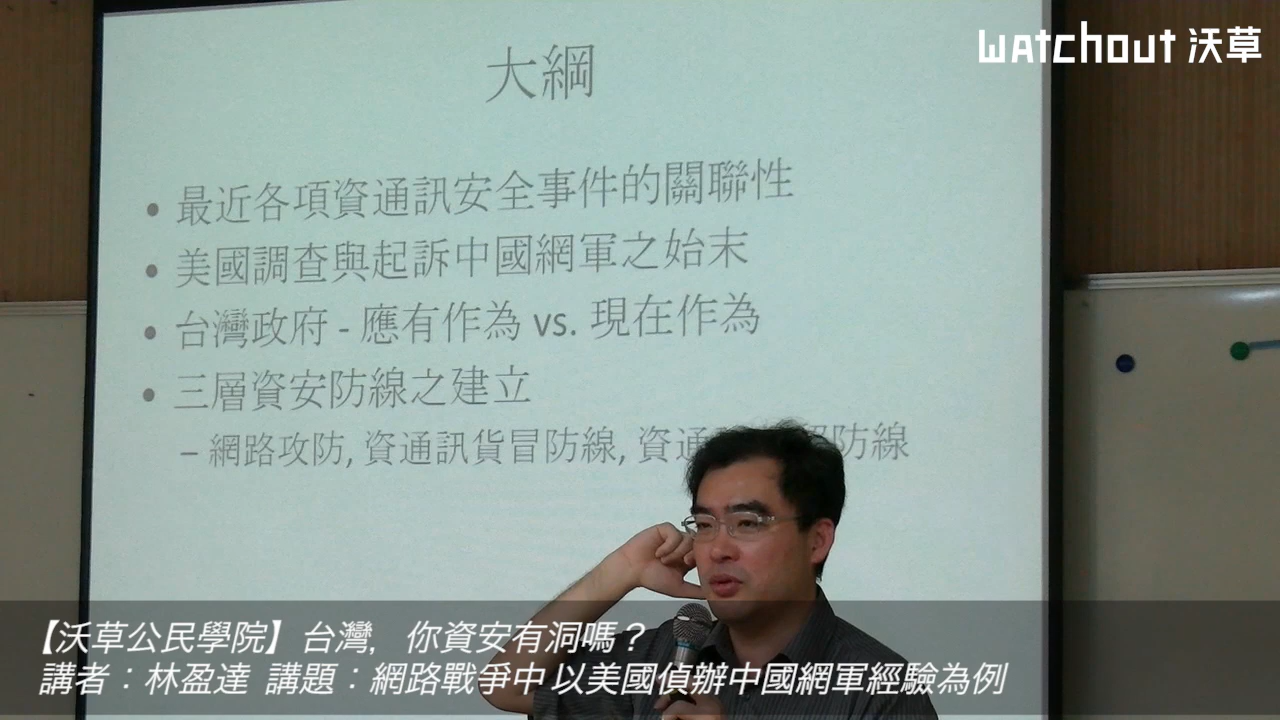 WATCHOUT 沃草
大綱
• 最近各項資通訊安全事件的關聯性
• 美國調查與起訴中國網軍之始末
• 台灣政府 - 應有作為 vs. 現在作為
• 三層資安防線之建立
– 網路攻防, 資通訊貨冒防線, 資通 防線
【沃草公民學院】台灣，你資安有洞嗎？
講者：林盈達 講題：網路戰爭中 以美國偵辦中國網軍經驗為例